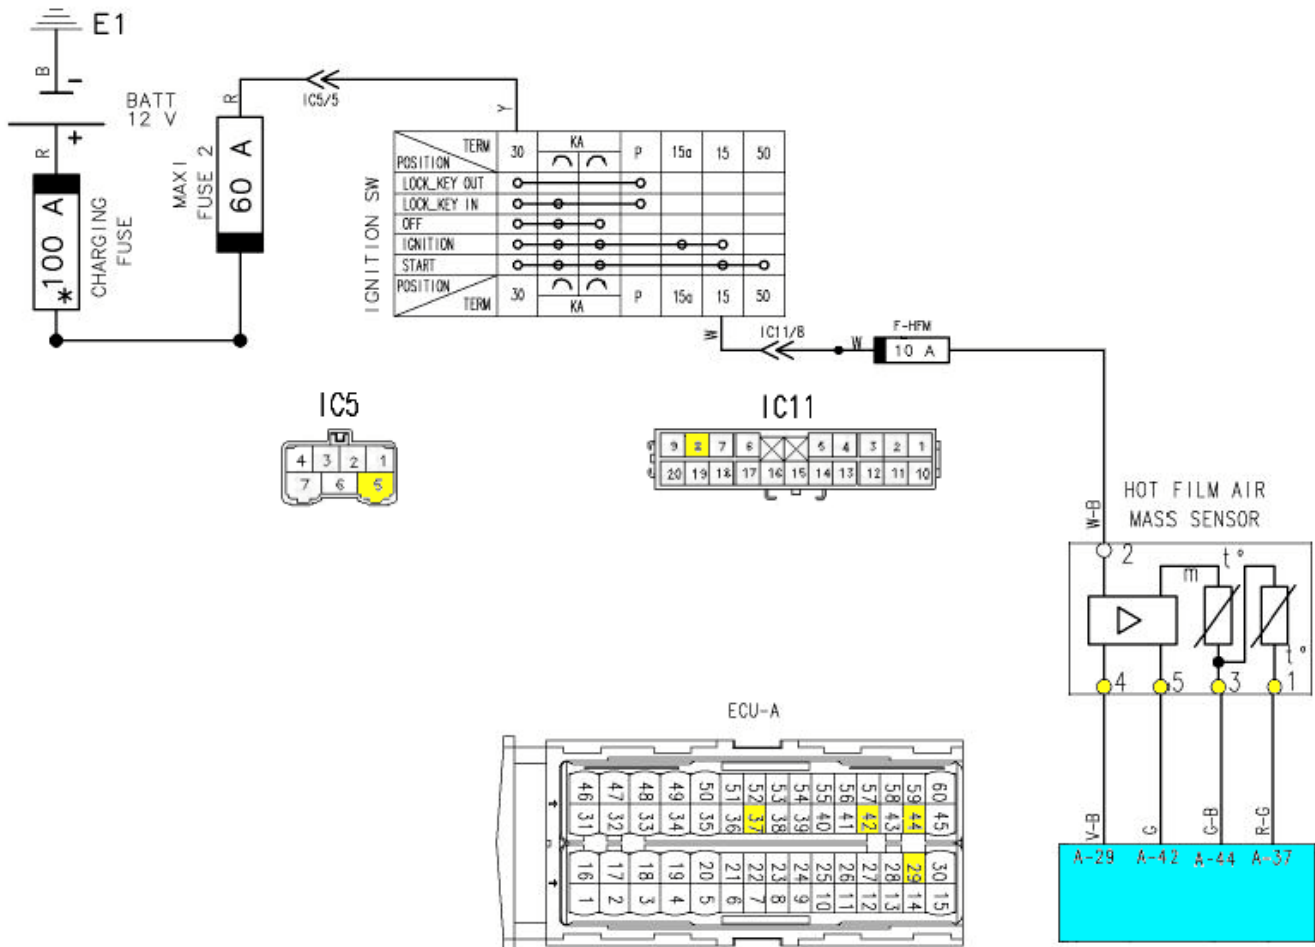 E1
B
-
BATT
12 V
+
R
*100 A
CHARGING
FUSE
MAXI
FUSE 2
60 A
R
IC5/5
Y
IGNITION SW
TERM 30 KA P 15a 15 50
POSITION
LOCK_KEY OUT
LOCK_KEY IN
OFF
IGNITION
START
POSITION
TERM 30 KA P 15a 15 50
W
IC11/8
W
F-HFM
10 A
IC5
4 3 2 1
7 6 5
IC11
9 8 7 6 5 4 3 2 1
20 19 18 17 16 15 14 13 12 11 10
W-B
HOT FILM AIR
MASS SENSOR
2
m t°
t°
4 5 3 1
V-B G G-B R-G
A-29 A-42 A-44 A-37
ECU-A
46 47 48 49 50 51 52 53 54 55 56 57 58 59 60
31 32 33 34 35 36 37 38 39 40 41 42 43 44 45
16 17 18 19 20 21 22 23 24 25 26 27 28 29 30
1 2 3 4 5 6 7 8 9 10 11 12 13 14 15